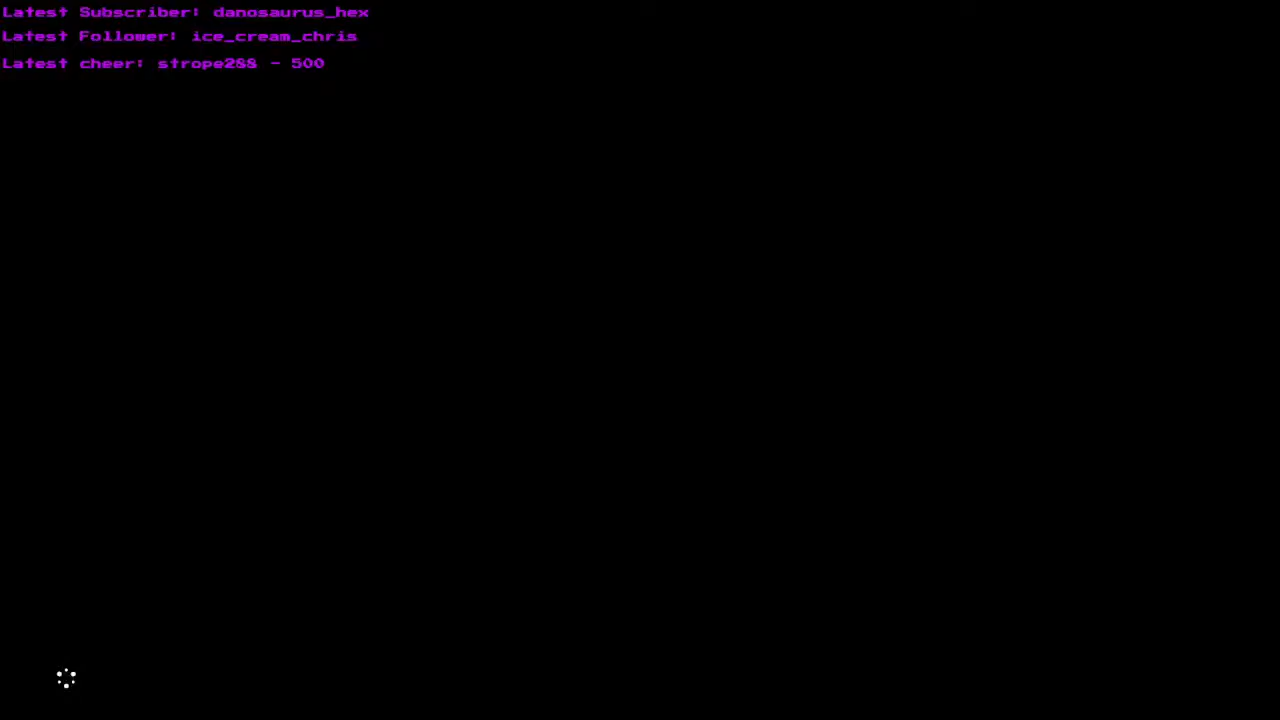 Latest Subscriber: danosaurus_hex
Latest Follower: ice_cream_chris
Latest cheer: strope288 - 500